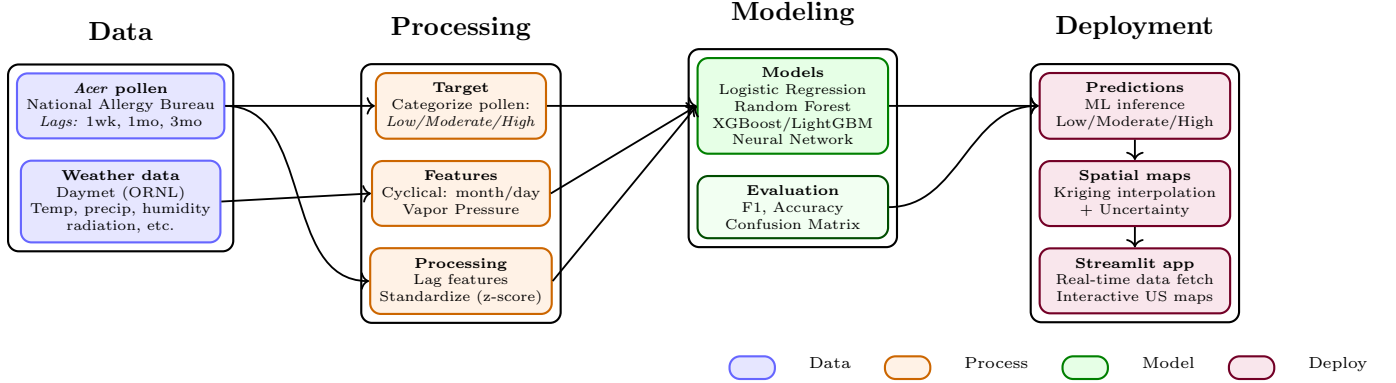 Data
Acer pollen
National Allergy Bureau
Lags: 1wk, 1mo, 3mo
Weather data
Daymet (ORNL)
Temp, precip, humidity
radiation, etc.
Processing
Target
Categorize pollen:
Low/Moderate/High
Features
Cyclical: month/day
Vapor Pressure
Processing
Lag features
Standardize (z-score)
Modeling
Models
Logistic Regression
Random Forest
XGBoost/LightGBM
Neural Network
Evaluation
F1, Accuracy
Confusion Matrix
Deployment
Predictions
ML inference
Low/Moderate/High
Spatial maps
Kriging interpolation
+ Uncertainty
Streamlit app
Real-time data fetch
Interactive US maps
Data
Process
Model
Deploy